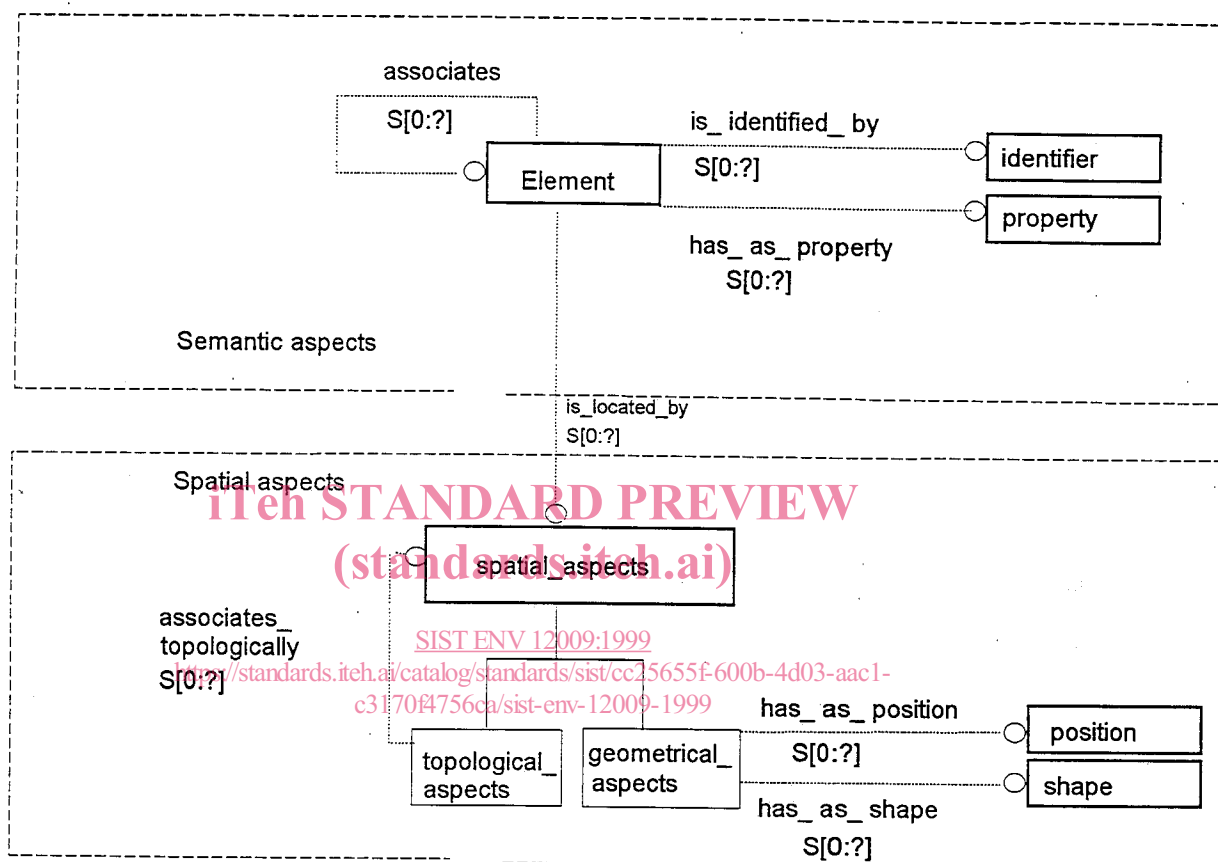 associates
S[0:?]
is_ identified_ by
S[0:?]
identifier
Element
property
has_ as_ property
S[0:?]
Semantic aspects
is_located_by
S[0:?]
Spatial aspects
iTeh STANDARD PREVIEW
(standards.iteh.ai)
spatial_aspects
associates_
topologically
S[0:?]
SIST ENV 12009:1999
https://standards.iteh.ai/catalog/standards/sist/cc25655f-600b-4d03-aac1-
c3170f4756ca/sist-env-12009-1999
has_ as_ position
S[0:?]
position
topological_
aspects
geometrical_
aspects
shape
has_ as_ shape
S[0:?]